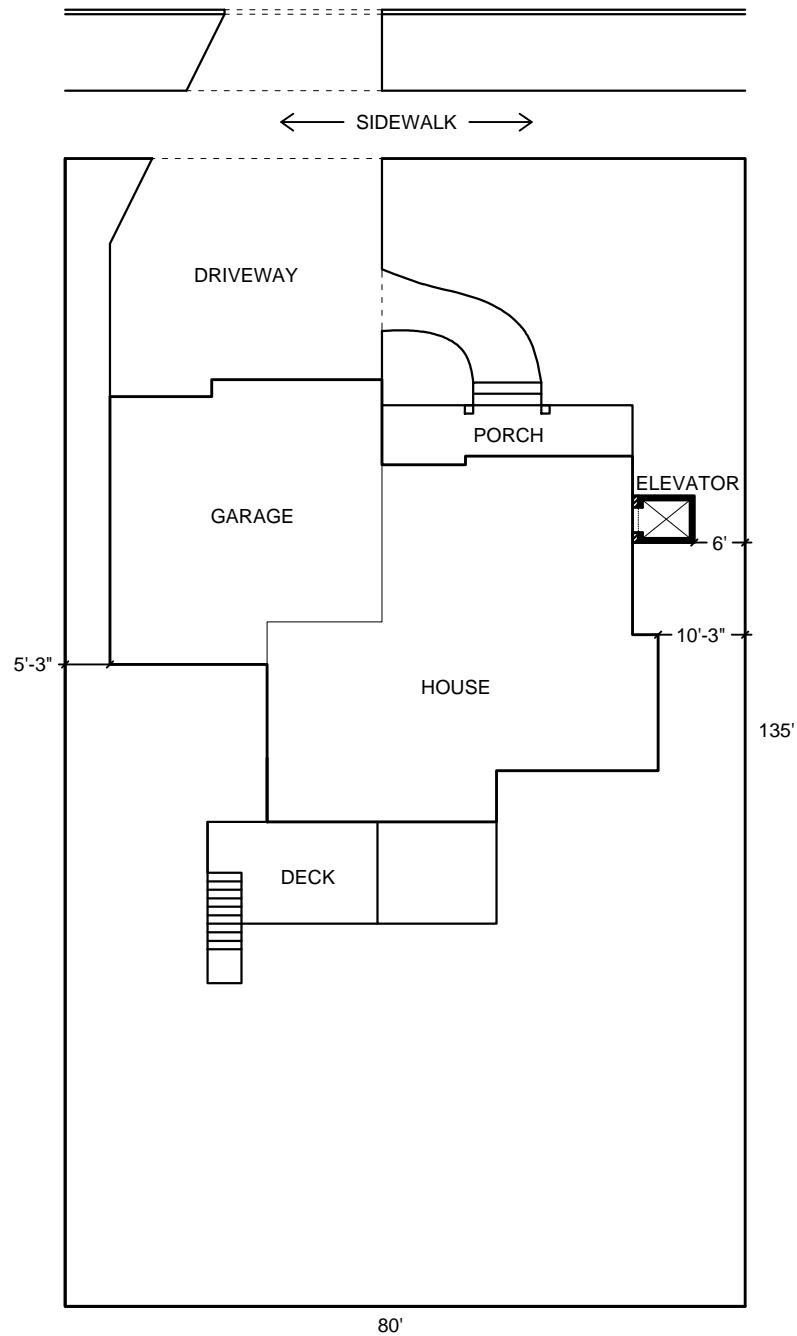 SIDEWALK
DRIVEWAY
PORCH
ELEVATOR
GARAGE
6'
10'-3"
5'-3"
HOUSE
135'
DECK
80'